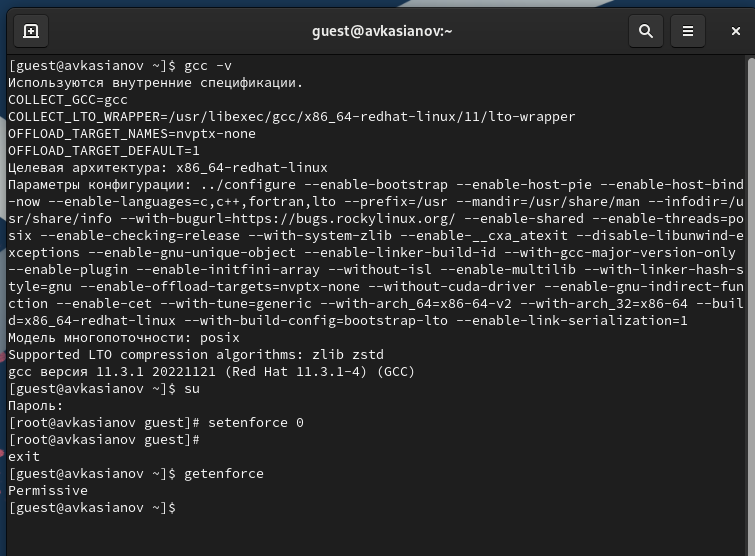 guest@avkasianov:~
[guest@avkasianov ~]$ gcc -v
Используются внутренние спецификации.
COLLECT_GCC=gcc
COLLECT_LTO_WRAPPER=/usr/libexec/gcc/x86_64-redhat-linux/11/lto-wrapper
OFFLOAD_TARGET_NAMES=nvptx-none
OFFLOAD_TARGET_DEFAULT=1
Целевая архитектура: x86_64-redhat-linux
Параметры конфигурации: ../configure --enable-bootstrap --enable-host-pie --enable-host-bind
-now --enable-languages=c,c++,fortran,lto --prefix=/usr --mandir=/usr/share/man --infodir=/u
sr/share/info --with-bugurl=https://bugs.rockylinux.org/ --enable-shared --enable-threads=po
six --enable-checking=release --with-system-zlib --enable-__cxa_atexit --disable-libunwind-e
xceptions --enable-gnu-unique-object --enable-linker-build-id --with-gcc-major-version-only
--enable-plugin --enable-initfini-array --without-isl --enable-multilib --with-linker-hash-s
tyle=gnu --enable-offload-targets=nvptx-none --without-cuda-driver --enable-gnu-indirect-fun
ction --enable-cet --with-tune=generic --with-arch_64=x86-64-v2 --with-arch_32=x86-64 --buil
d=x86_64-redhat-linux --with-build-config=bootstrap-lto --enable-link-serialization=1
Модель многопоточности: posix
Supported LTO compression algorithms: zlib zstd
gcc версия 11.3.1 20221121 (Red Hat 11.3.1-4) (GCC)
[guest@avkasianov ~]$ su
Пароль:
[root@avkasianov guest]# setenforce 0
[root@avkasianov guest]#
exit
[guest@avkasianov ~]$ getenforce
Permissive
[guest@avkasianov ~]$